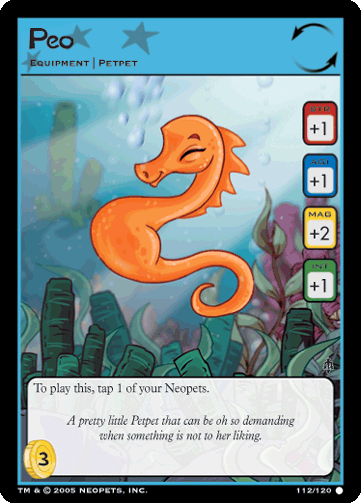 Peo
Equipment | Petpet
STR
+1
AGI
+1
MAG
+2
INT
+1
To play this, tap 1 of your Neopets.
A pretty little Petpet that can be oh so demanding
when something is not to her liking.
3
TM & © 2005 NEOPETS, INC.
112/120